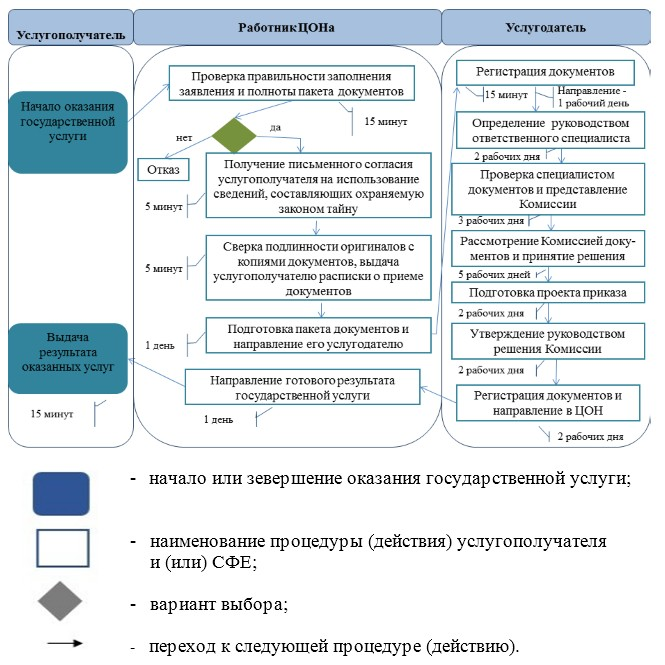 Услугополучатель
Работник ЦОНа
Услугодатель
Начало оказания
государственной
услуги
Выдача
результата
оказанных услуг
15 минут
Проверка правильности заполнения
заявления и полноты пакета документов
15 минут
нет
да
Отказ
Получение письменного согласия
услугополучателя на использование
сведений, составляющих охраняемую
законом тайну
5 минут
Сверка подлинности оригиналов с
копиями документов, выдача
услугополучателю расписки о приеме
документов
5 минут
Подготовка пакета документов и
направление его услугодателю
1 день
Направление готового результата
государственной услуги
1 день
Регистрация документов
15 минут
Направление -
1 рабочий день
Определение руководством
ответственного специалиста
2 рабочих дня
Проверка специалистом
документов и представление
Комиссии
3 рабочих дня
Рассмотрение Комиссией доку-
ментов и принятие решения
5 рабочих дней
Подготовка проекта приказа
2 рабочих дня
Утверждение руководством
решения Комиссии
2 рабочих дня
Регистрация документов и
направление в ЦОН
2 рабочих дня
- начало или зевершение оказания государственной услуги;
- наименование процедуры (действия) услугополучателя
и (или) СФЕ;
- вариант выбора;
- переход к следующей процедуре (действию).